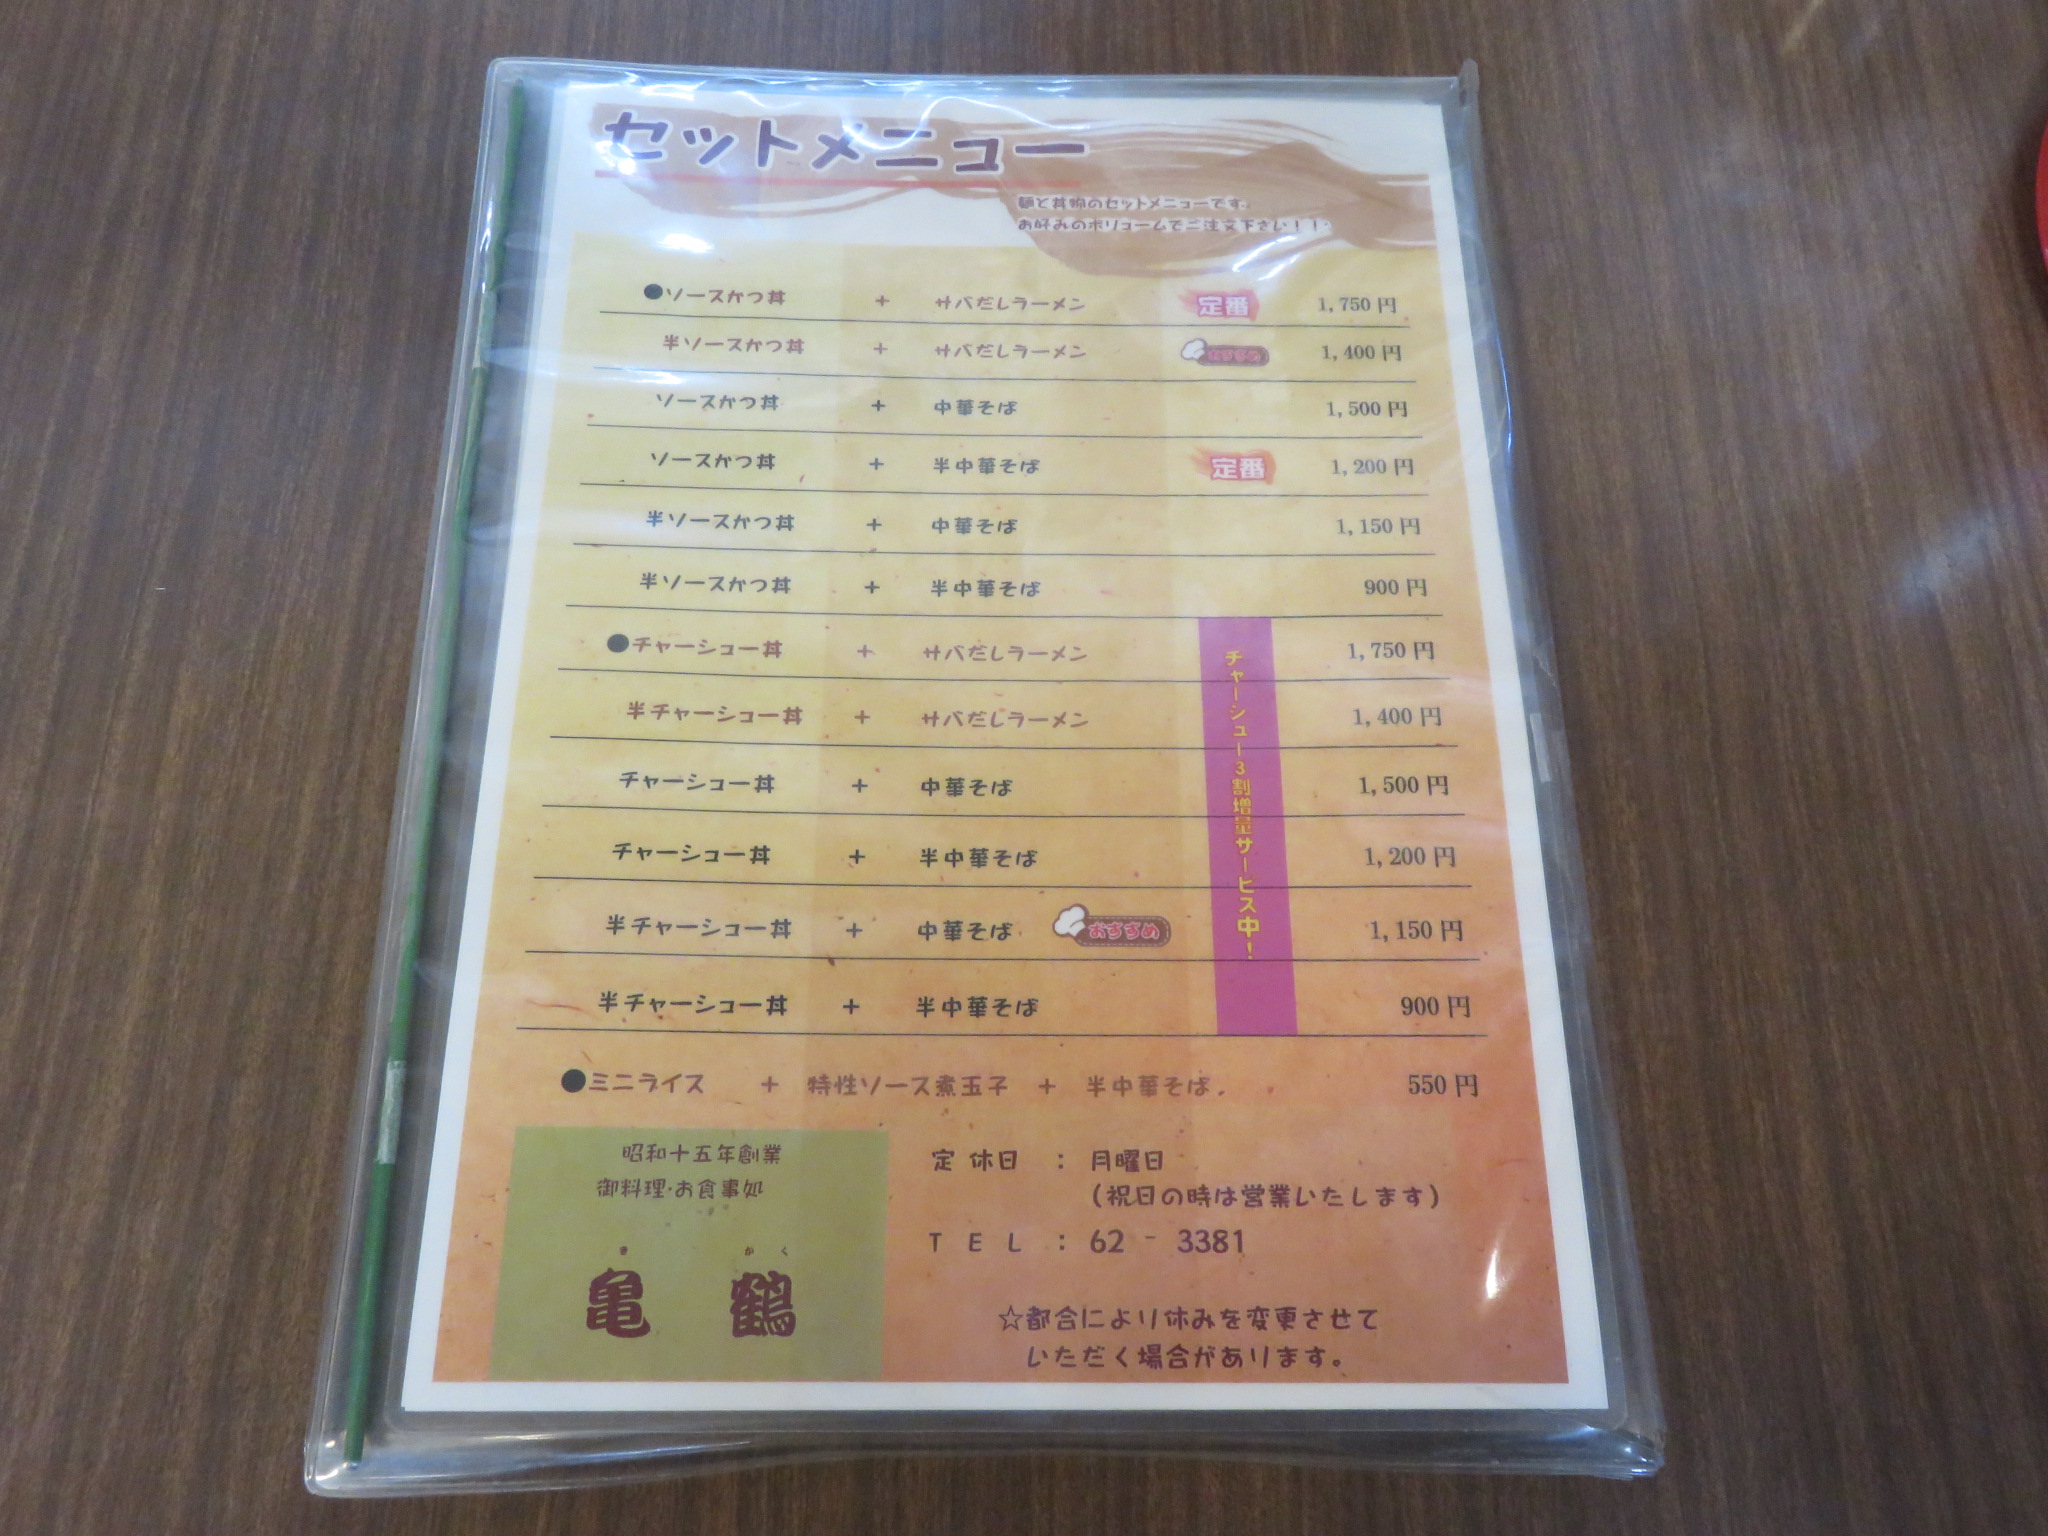 セットメニュー
麺と丼物のセットメニューです。
お好みのボリュームでご注文下さい！！
●ソースかつ丼 + サバだしラーメン 定番 1,750円
半ソースかつ丼 + サバだしラーメン おすすめ 1,400円
ソースかつ丼 + 中華そば 1,500円
ソースかつ丼 + 半中華そば 定番 1,200円
半ソースかつ丼 + 中華そば 1,150円
半ソースかつ丼 + 半中華そば 900円
●チャーシュー丼 + サバだしラーメン 1,750円
半チャーシュー丼 + サバだしラーメン 1,400円
チャーシュー丼 + 中華そば 1,500円
チャーシュー丼 + 半中華そば 1,200円
半チャーシュー丼 + 中華そば おすすめ 1,150円
半チャーシュー丼 + 半中華そば 900円
チャーシュー3割増量サービス中！
●ミニライス + 特性ソース煮玉子 + 半中華そば. 550円
昭和十五年創業
御料理・お食事処
き かく
亀 鶴
定休日 : 月曜日
(祝日の時は営業いたします)
TEL : 62 - 3381
☆都合により休みを変更させて
いただく場合があります。